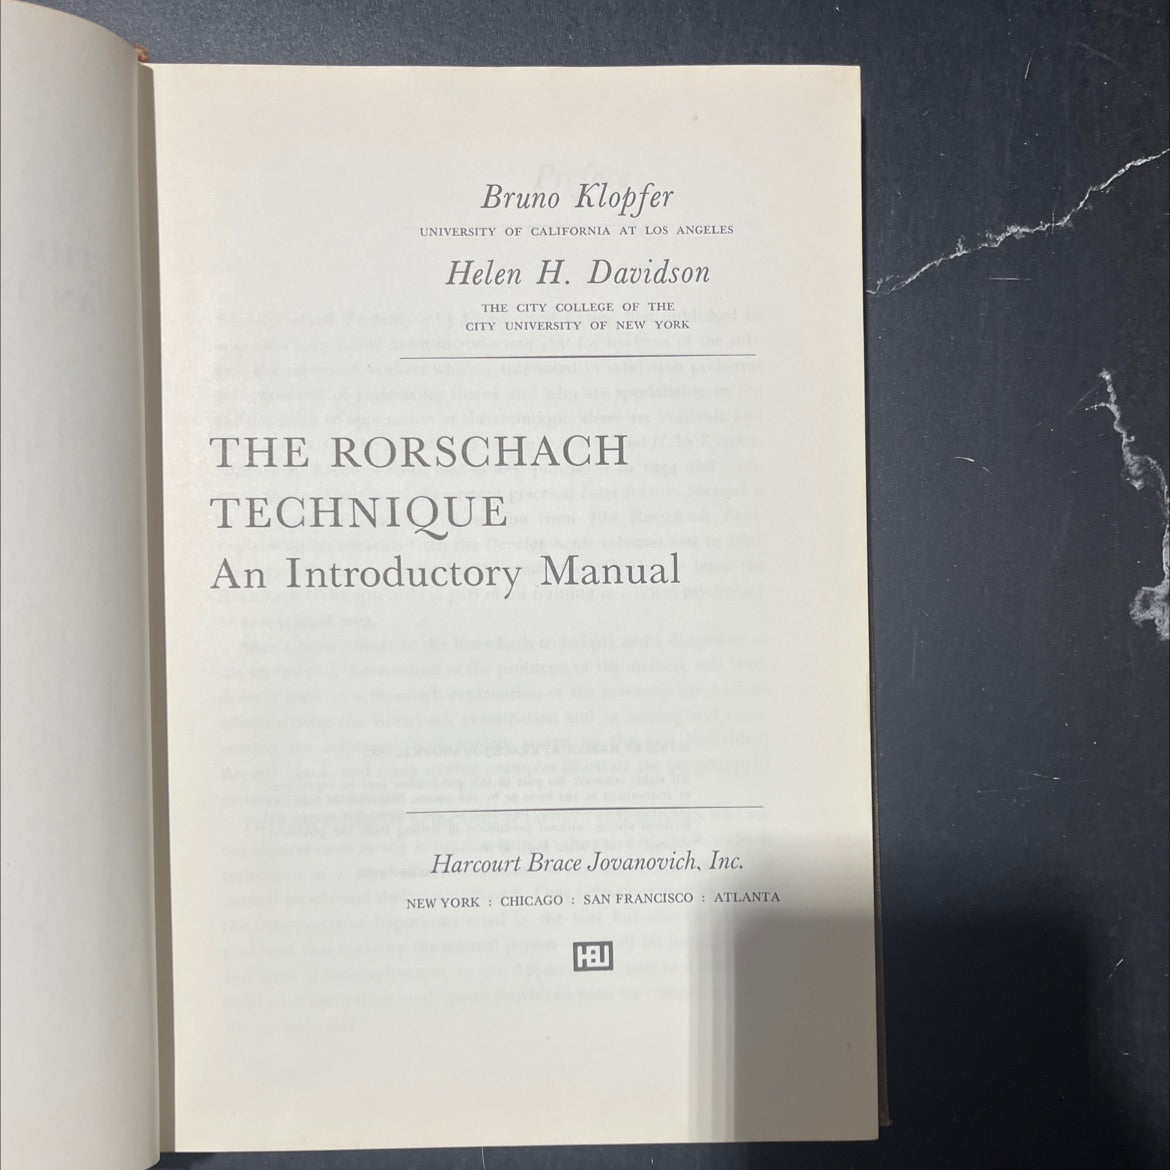 Bruno Klopfer
UNIVERSITY OF CALIFORNIA AT LOS ANGELES
Helen H. Davidson
THE CITY COLLEGE OF THE
CITY UNIVERSITY OF NEW YORK
THE RORSCHACH
TECHNIQUE
An Introductory Manual
Harcourt Brace Jovanovich, Inc.
NEW YORK : CHICAGO : SAN FRANCISCO : ATLANTA
HBJ